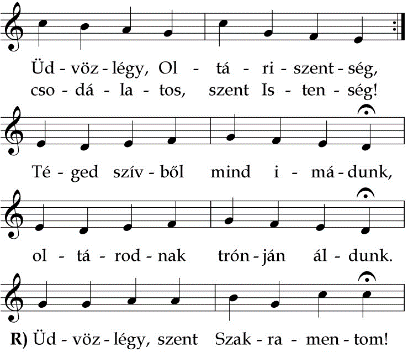 Üd - vöz - légy, Ol - tá - ri - szent - ség,
cso - dá - la - tos, szent Is - ten - ség!
Té - ged szív - ből mind i - má - dunk,
ol - tá - rod - nak trón - ján ál - dunk.
R) Üd - vöz - légy, szent Szak - ra - men - tom!